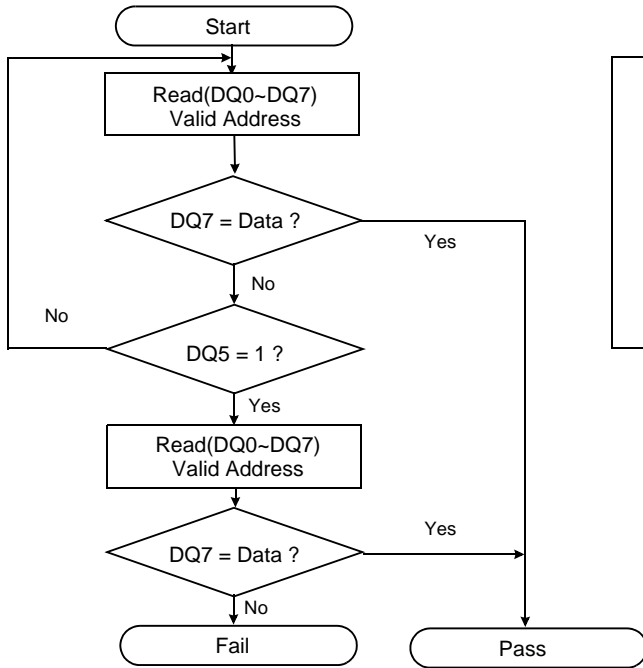 Start
Read(DQ0~DQ7)
Valid Address
DQ7 = Data ?
Yes
No
No
DQ5 = 1 ?
Yes
Read(DQ0~DQ7)
Valid Address
DQ7 = Data ?
Yes
No
Fail
Pass